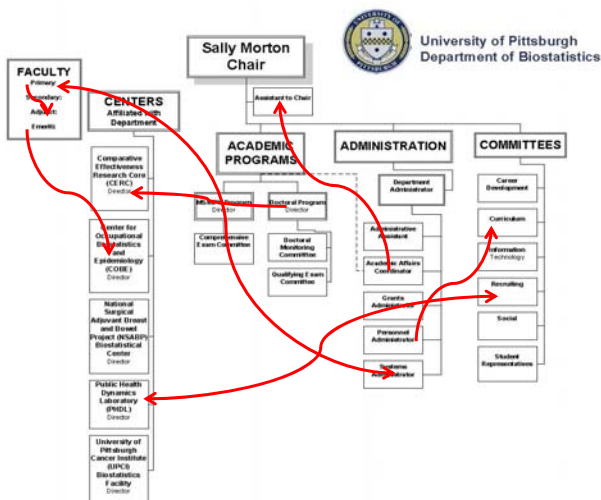 Sally Morton
Chair
University of Pittsburgh
Department of Biostatistics
FACULTY
Primary:
Secondary:
Adjunct:
Emeriti:
CENTERS
Affiliated with
Department
Assistant to Chair
ACADEMIC
PROGRAMS
ADMINISTRATION
COMMITTEES
Comparative
Effectiveness
Research Core
(CERC)
Director
Center for
Occupational
Biostatistics
and
Epidemiology
(COBE)
Director
National
Surgical
Adjuvant Breast
and Bowel
Project (NSABP)
Biostatistical
Center
Director
Public Health
Dynamics
Laboratory
(PHDL)
Director
University of
Pittsburgh
Cancer Institute
(UPCI)
Biostatistics
Facility
Director
Program
Director
Comprehensive
Exam Committee
Doctoral Program
Director
Doctoral
Monitoring
Committee
Qualifying Exam
Committee
Department
Administrator
Administrative
Assistant
Academic Affairs
Coordinator
Grants
Administrator
Personnel
Administrator
Systems
Administrator
Career
Development
Curriculum
Information
Technology
Recruiting
Social
Student
Representatives